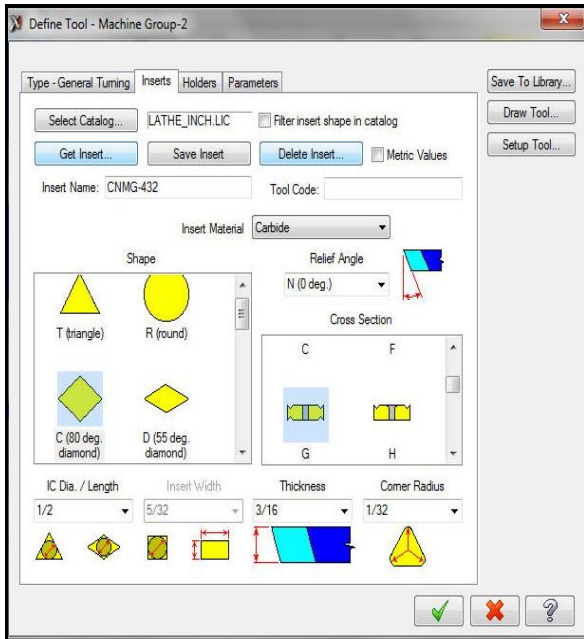 Define Tool - Machine Group-2
Type - General Turning Inserts Holders Parameters
Save To Library...
Draw Tool...
Setup Tool...
Select Catalog... LATHE_INCH.LIC Filter insert shape in catalog
Get Insert... Save Insert Delete Insert... Metric Values
Insert Name: CNMG-432 Tool Code:
Insert Material Carbide
Shape
Relief Angle
N (0 deg.)
T (triangle) R (round)
C (80 deg. diamond) D (55 deg. diamond)
Cross Section
C F
G H
IC Dia. / Length Insert Width Thickness Corner Radius
1/2 5/32 3/16 1/32